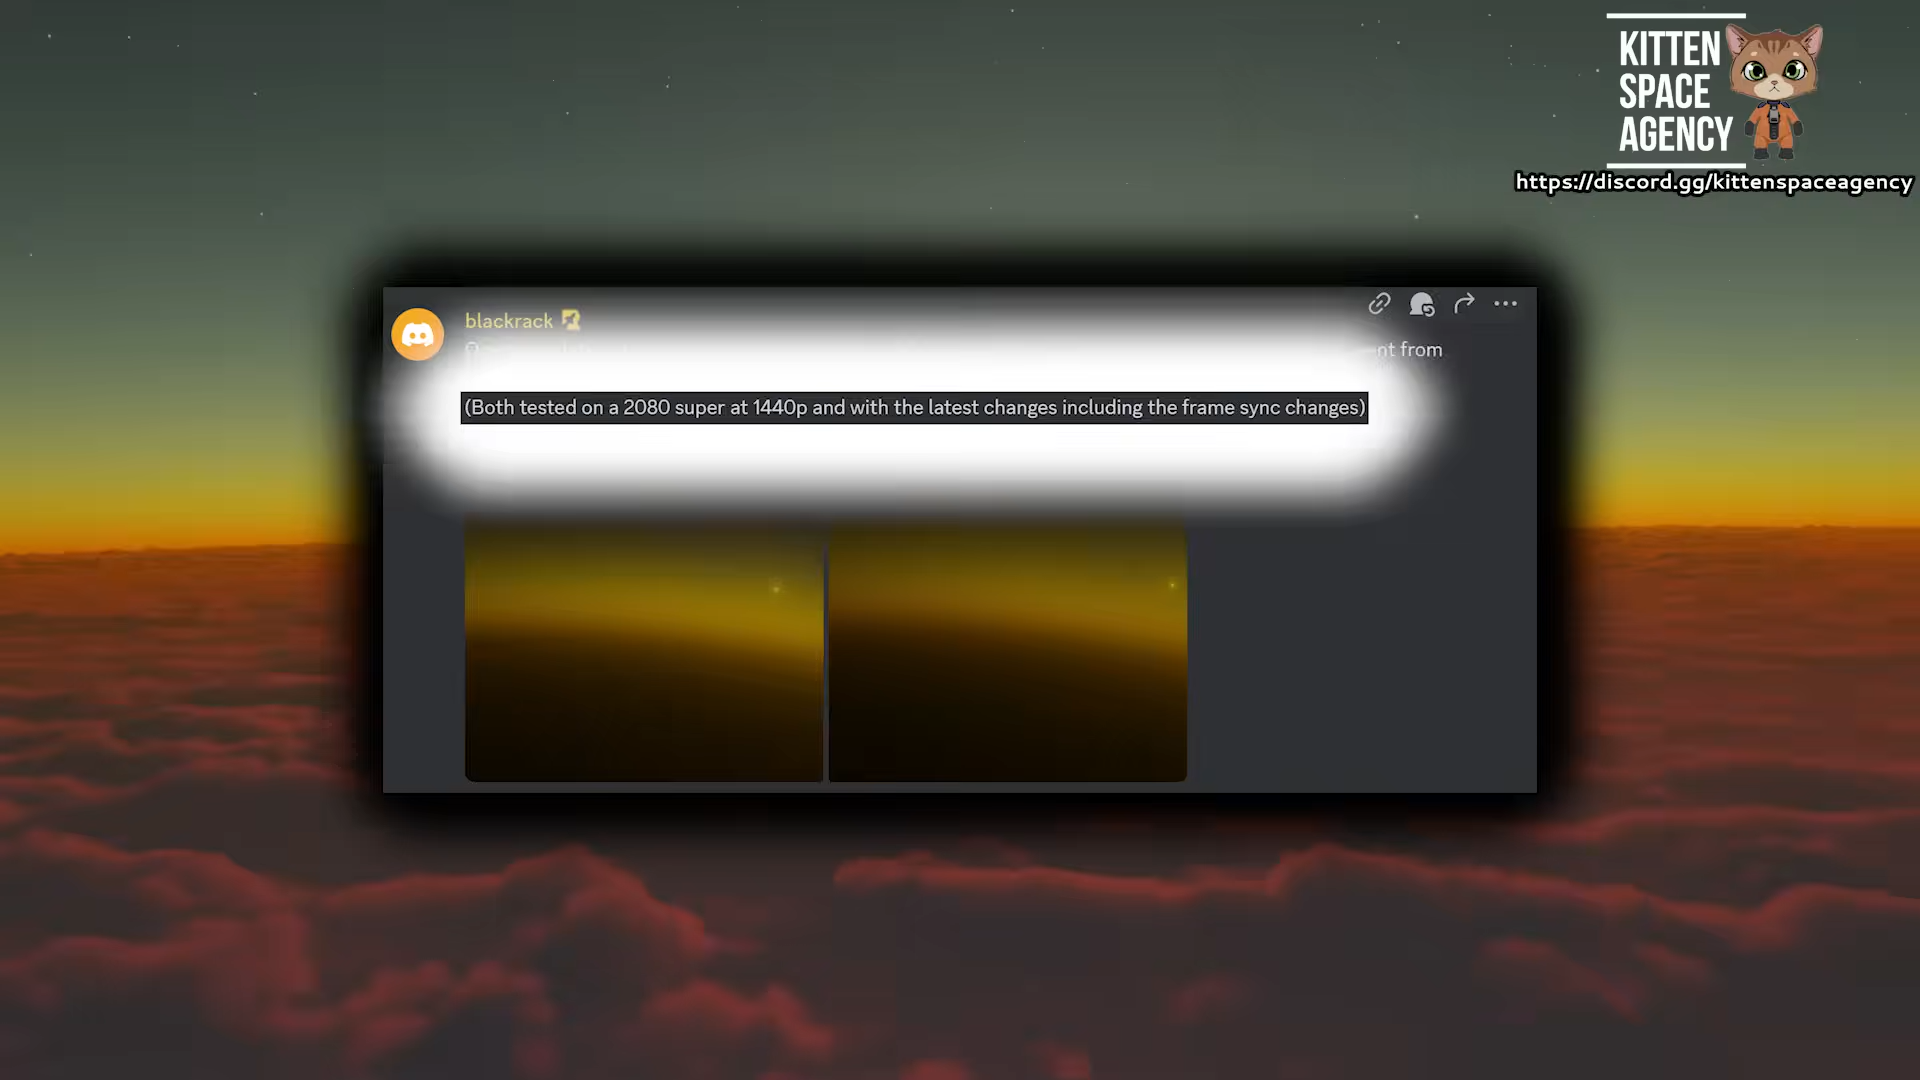 KITTEN
SPACE
AGENCY
https://discord.gg/kittenspaceagency
blackrack
from
(Both tested on a 2080 super at 1440p and with the latest changes including the frame sync changes)